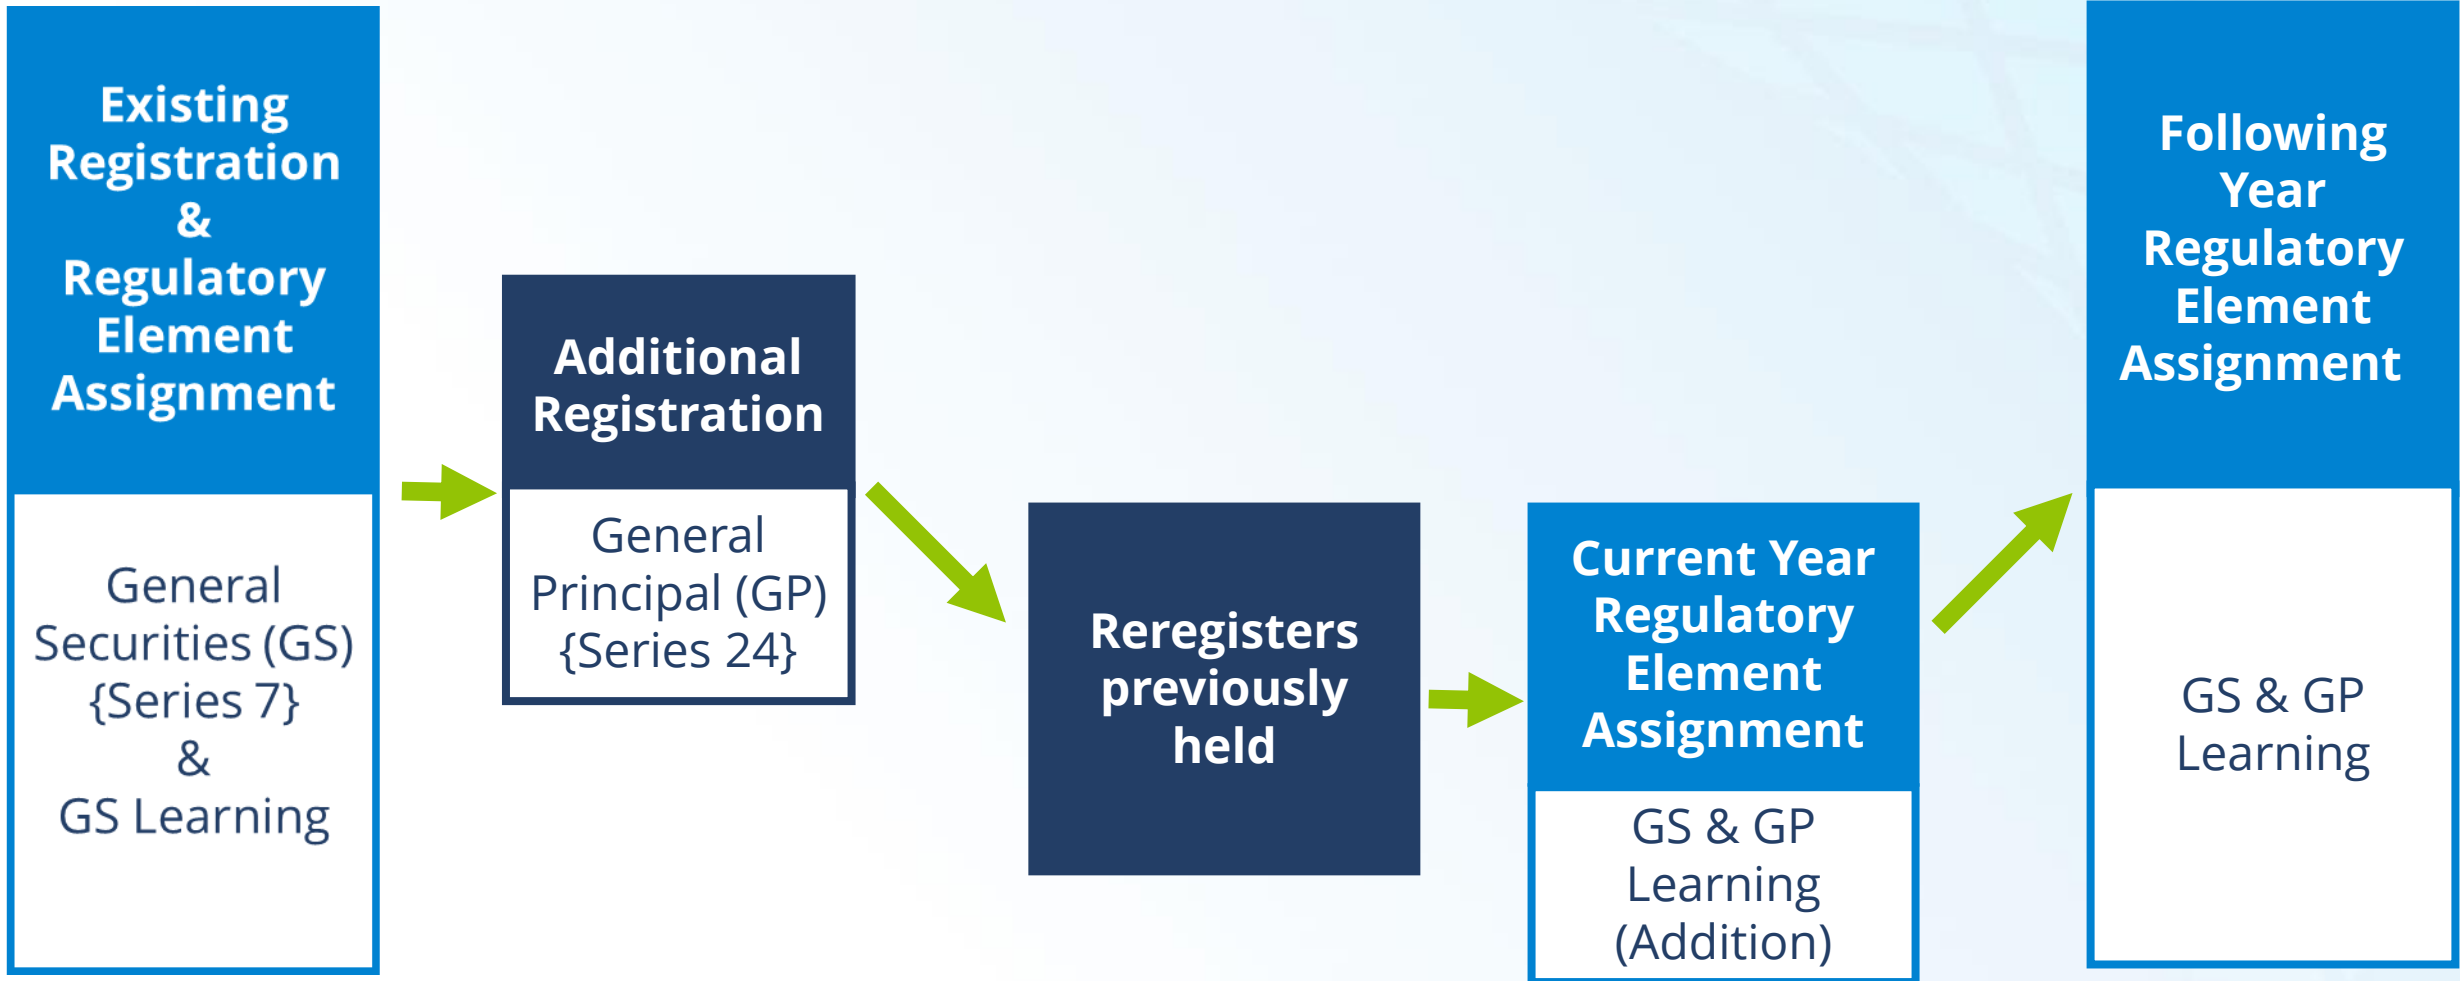 Existing
Registration
&
Regulatory
Element
Assignment
General
Securities (GS)
{Series 7}
&
GS Learning
Additional
Registration
General
Principal (GP)
{Series 24}
Reregisters
previously
held
Current Year
Regulatory
Element
Assignment
GS & GP
Learning
(Addition)
Following
Year
Regulatory
Element
Assignment
GS & GP
Learning